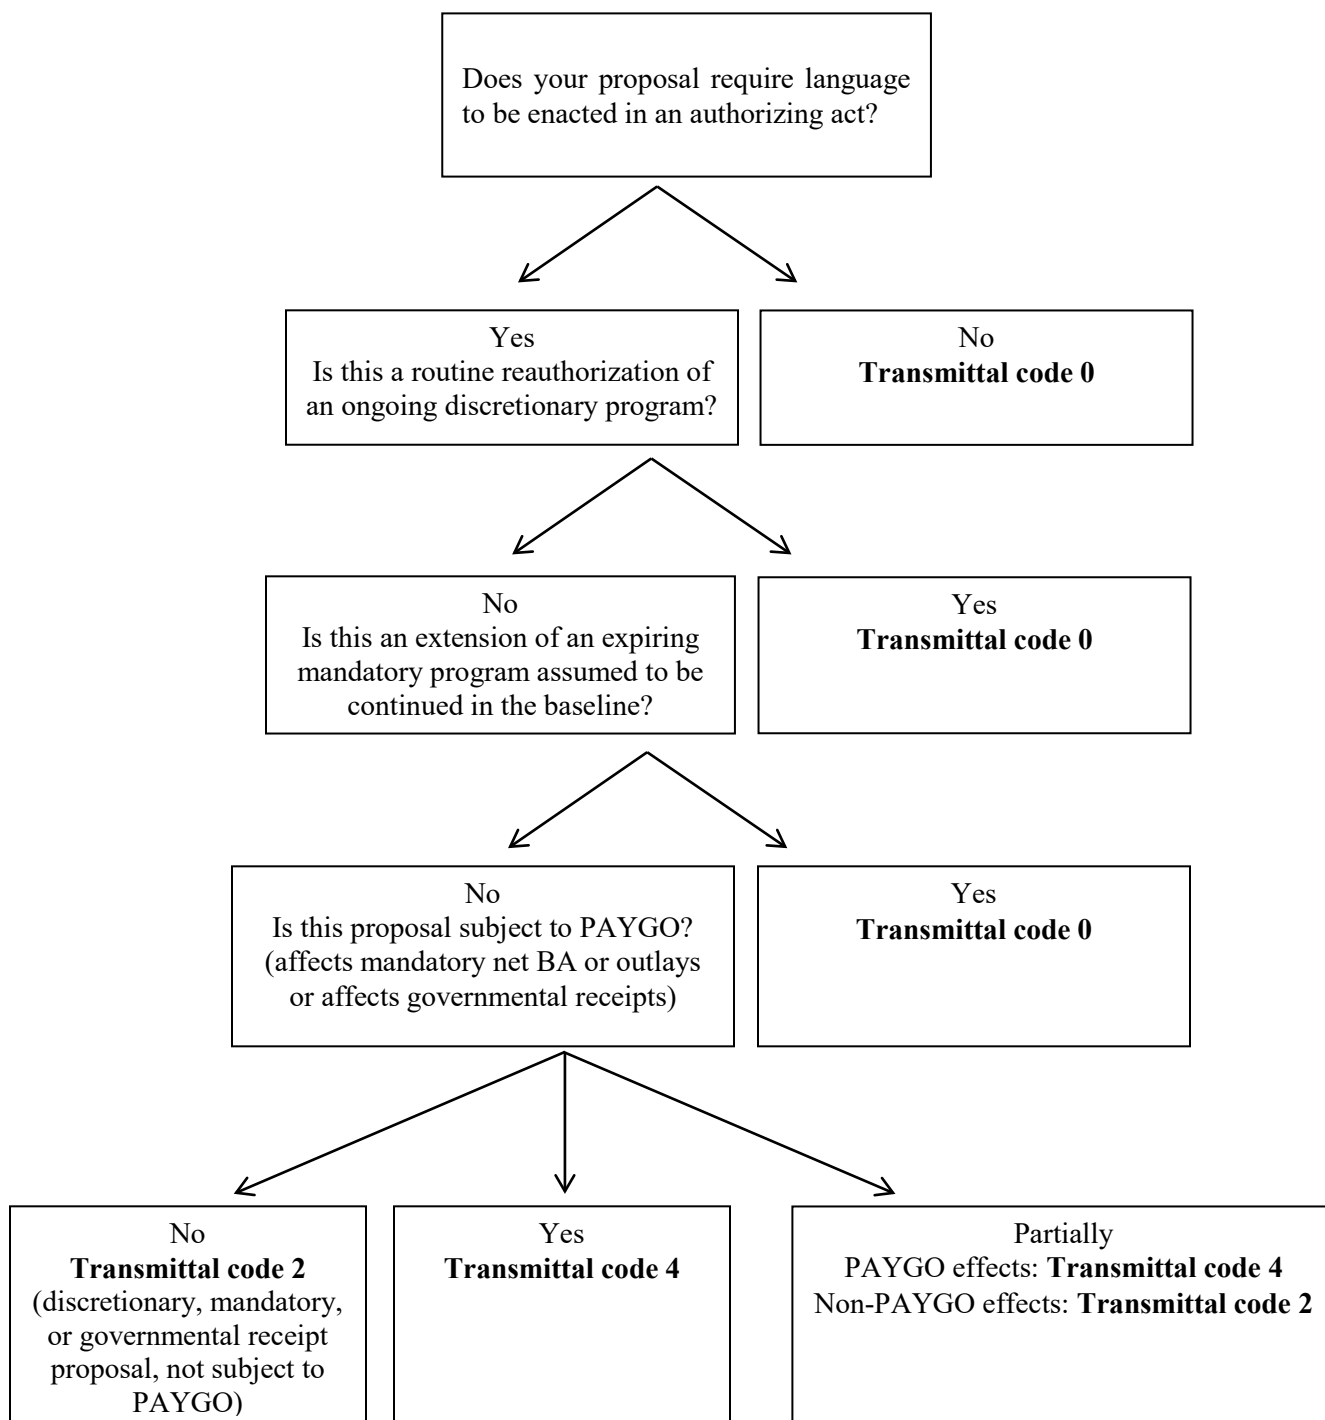 Does your proposal require language
to be enacted in an authorizing act?
Yes
Is this a routine reauthorization of
an ongoing discretionary program?
No
Transmittal code 0
No
Is this an extension of an expiring
mandatory program assumed to be
continued in the baseline?
Yes
Transmittal code 0
No
Is this proposal subject to PAYGO?
(affects mandatory net BA or outlays
or affects governmental receipts)
Yes
Transmittal code 0
No
Transmittal code 2
(discretionary, mandatory,
or governmental receipt
proposal, not subject to
PAYGO)
Yes
Transmittal code 4
Partially
PAYGO effects: Transmittal code 4
Non-PAYGO effects: Transmittal code 2